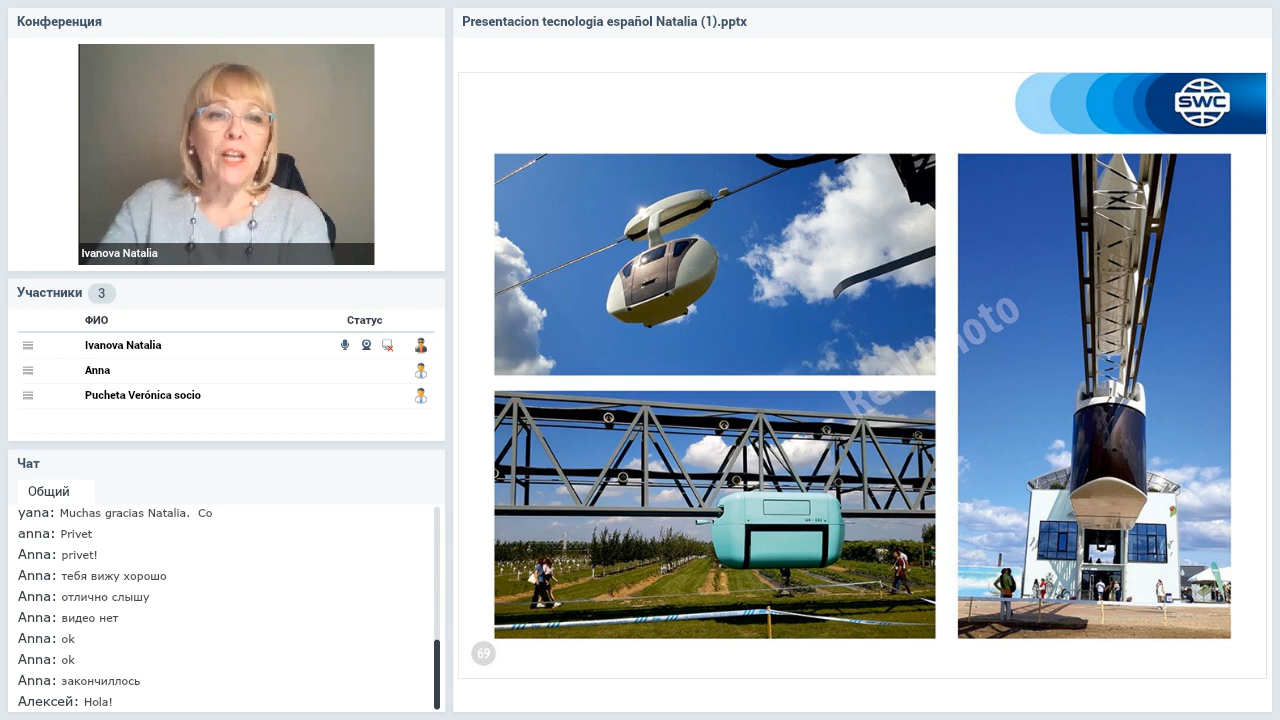 Конференция
Ivanova Natalia
Участники 3
ФИО Статус
Ivanova Natalia
Anna
Pucheta Verónica socio
Чат
Общий
yana: Muchas gracias Natalia. Co
anna: Privet
Anna: privet!
Anna: тебя вижу хорошо
Anna: отлично слышу
Anna: видео нет
Anna: ok
Anna: ok
Anna: закончиллось
Алексей: Hola!
Presentacion tecnologia español Natalia (1).pptx
SWC
69